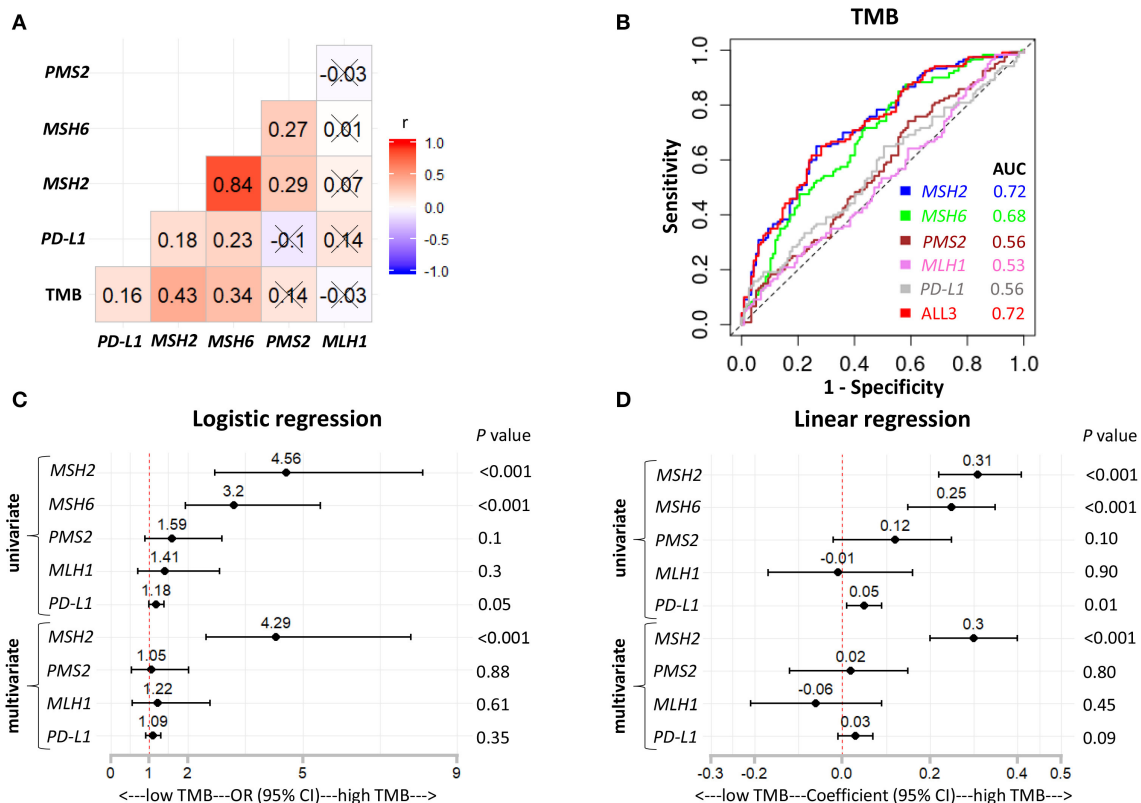 A
PMS2
MSH6
MSH2
PD-L1
TMB
-0.03
0.27 0.01
0.84 0.29 0.07
0.18 0.23 -0.1 0.14
0.16 0.43 0.34 0.14 -0.03
PD-L1 MSH2 MSH6 PMS2 MLH1
r
1.0
0.5
0.0
-0.5
-1.0
B
TMB
Sensitivity
1.0
0.8
0.6
0.4
0.2
0.0
0.0 0.2 0.4 0.6 0.8 1.0
1 - Specificity
AUC
MSH2 0.72
MSH6 0.68
PMS2 0.56
MLH1 0.53
PD-L1 0.56
ALL3 0.72
C
Logistic regression
P value
univariate
MSH2 4.56 <0.001
MSH6 3.2 <0.001
PMS2 1.59 0.1
MLH1 1.41 0.3
PD-L1 1.18 0.05
multivariate
MSH2 4.29 <0.001
PMS2 1.05 0.88
MLH1 1.22 0.61
PD-L1 1.09 0.35
0 1 2 5 9
<---low TMB---OR (95% CI)---high TMB--->
D
Linear regression
P value
univariate
MSH2 0.31 <0.001
MSH6 0.25 <0.001
PMS2 0.12 0.10
MLH1 -0.01 0.90
PD-L1 0.05 0.01
multivariate
MSH2 0.3 <0.001
PMS2 0.02 0.80
MLH1 -0.06 0.45
PD-L1 0.03 0.09
-0.3 -0.2 0.0 0.2 0.4 0.5
<---low TMB---Coefficient (95% CI)---high TMB--->